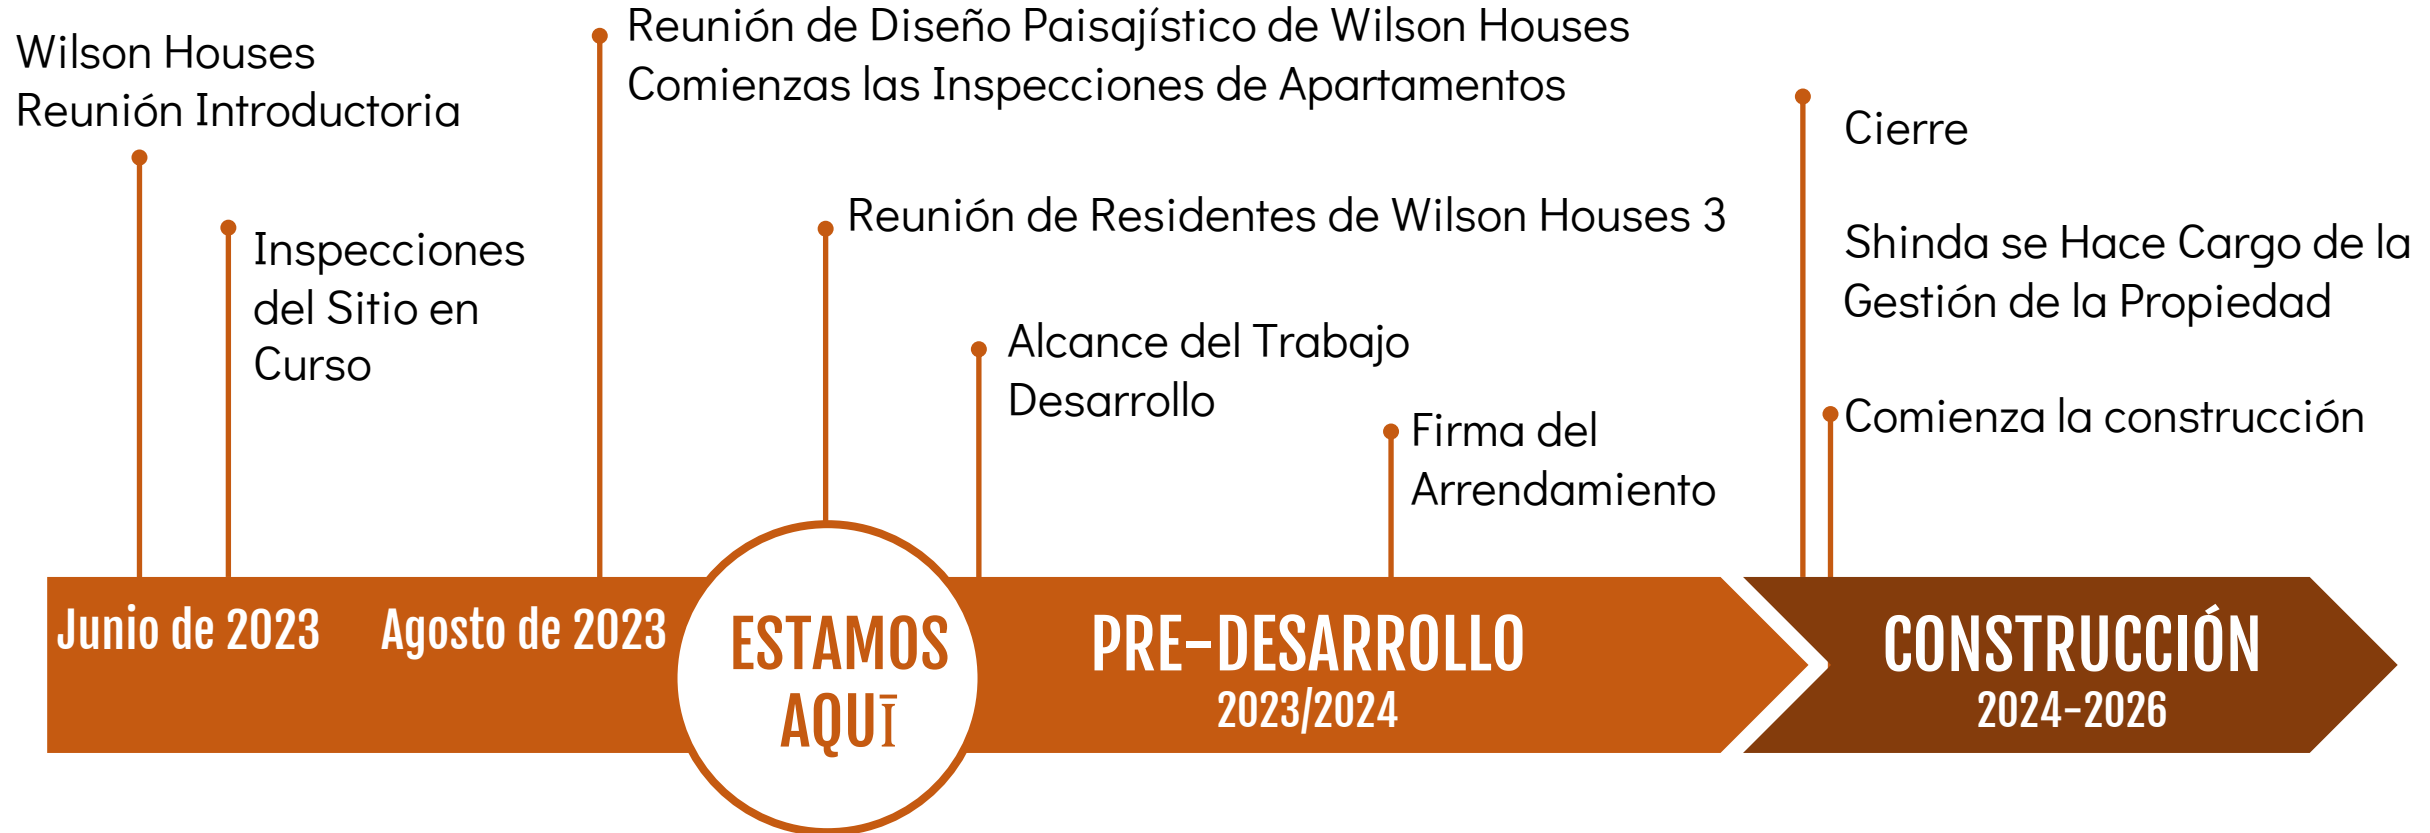 Wilson Houses
Reunión Introductoria
Inspecciones
del Sitio en
Curso
Reunión de Diseño Paisajístico de Wilson Houses
Comienzas las Inspecciones de Apartamentos
Reunión de Residentes de Wilson Houses 3
Alcance del Trabajo
Desarrollo
Firma del
Arrendamiento
Cierre
Shinda se Hace Cargo de la
Gestión de la Propiedad
Comienza la construcción
Junio de 2023
Agosto de 2023
ESTAMOS
AQUĪ
PRE-DESARROLLO
2023/2024
CONSTRUCCIÓN
2024-2026